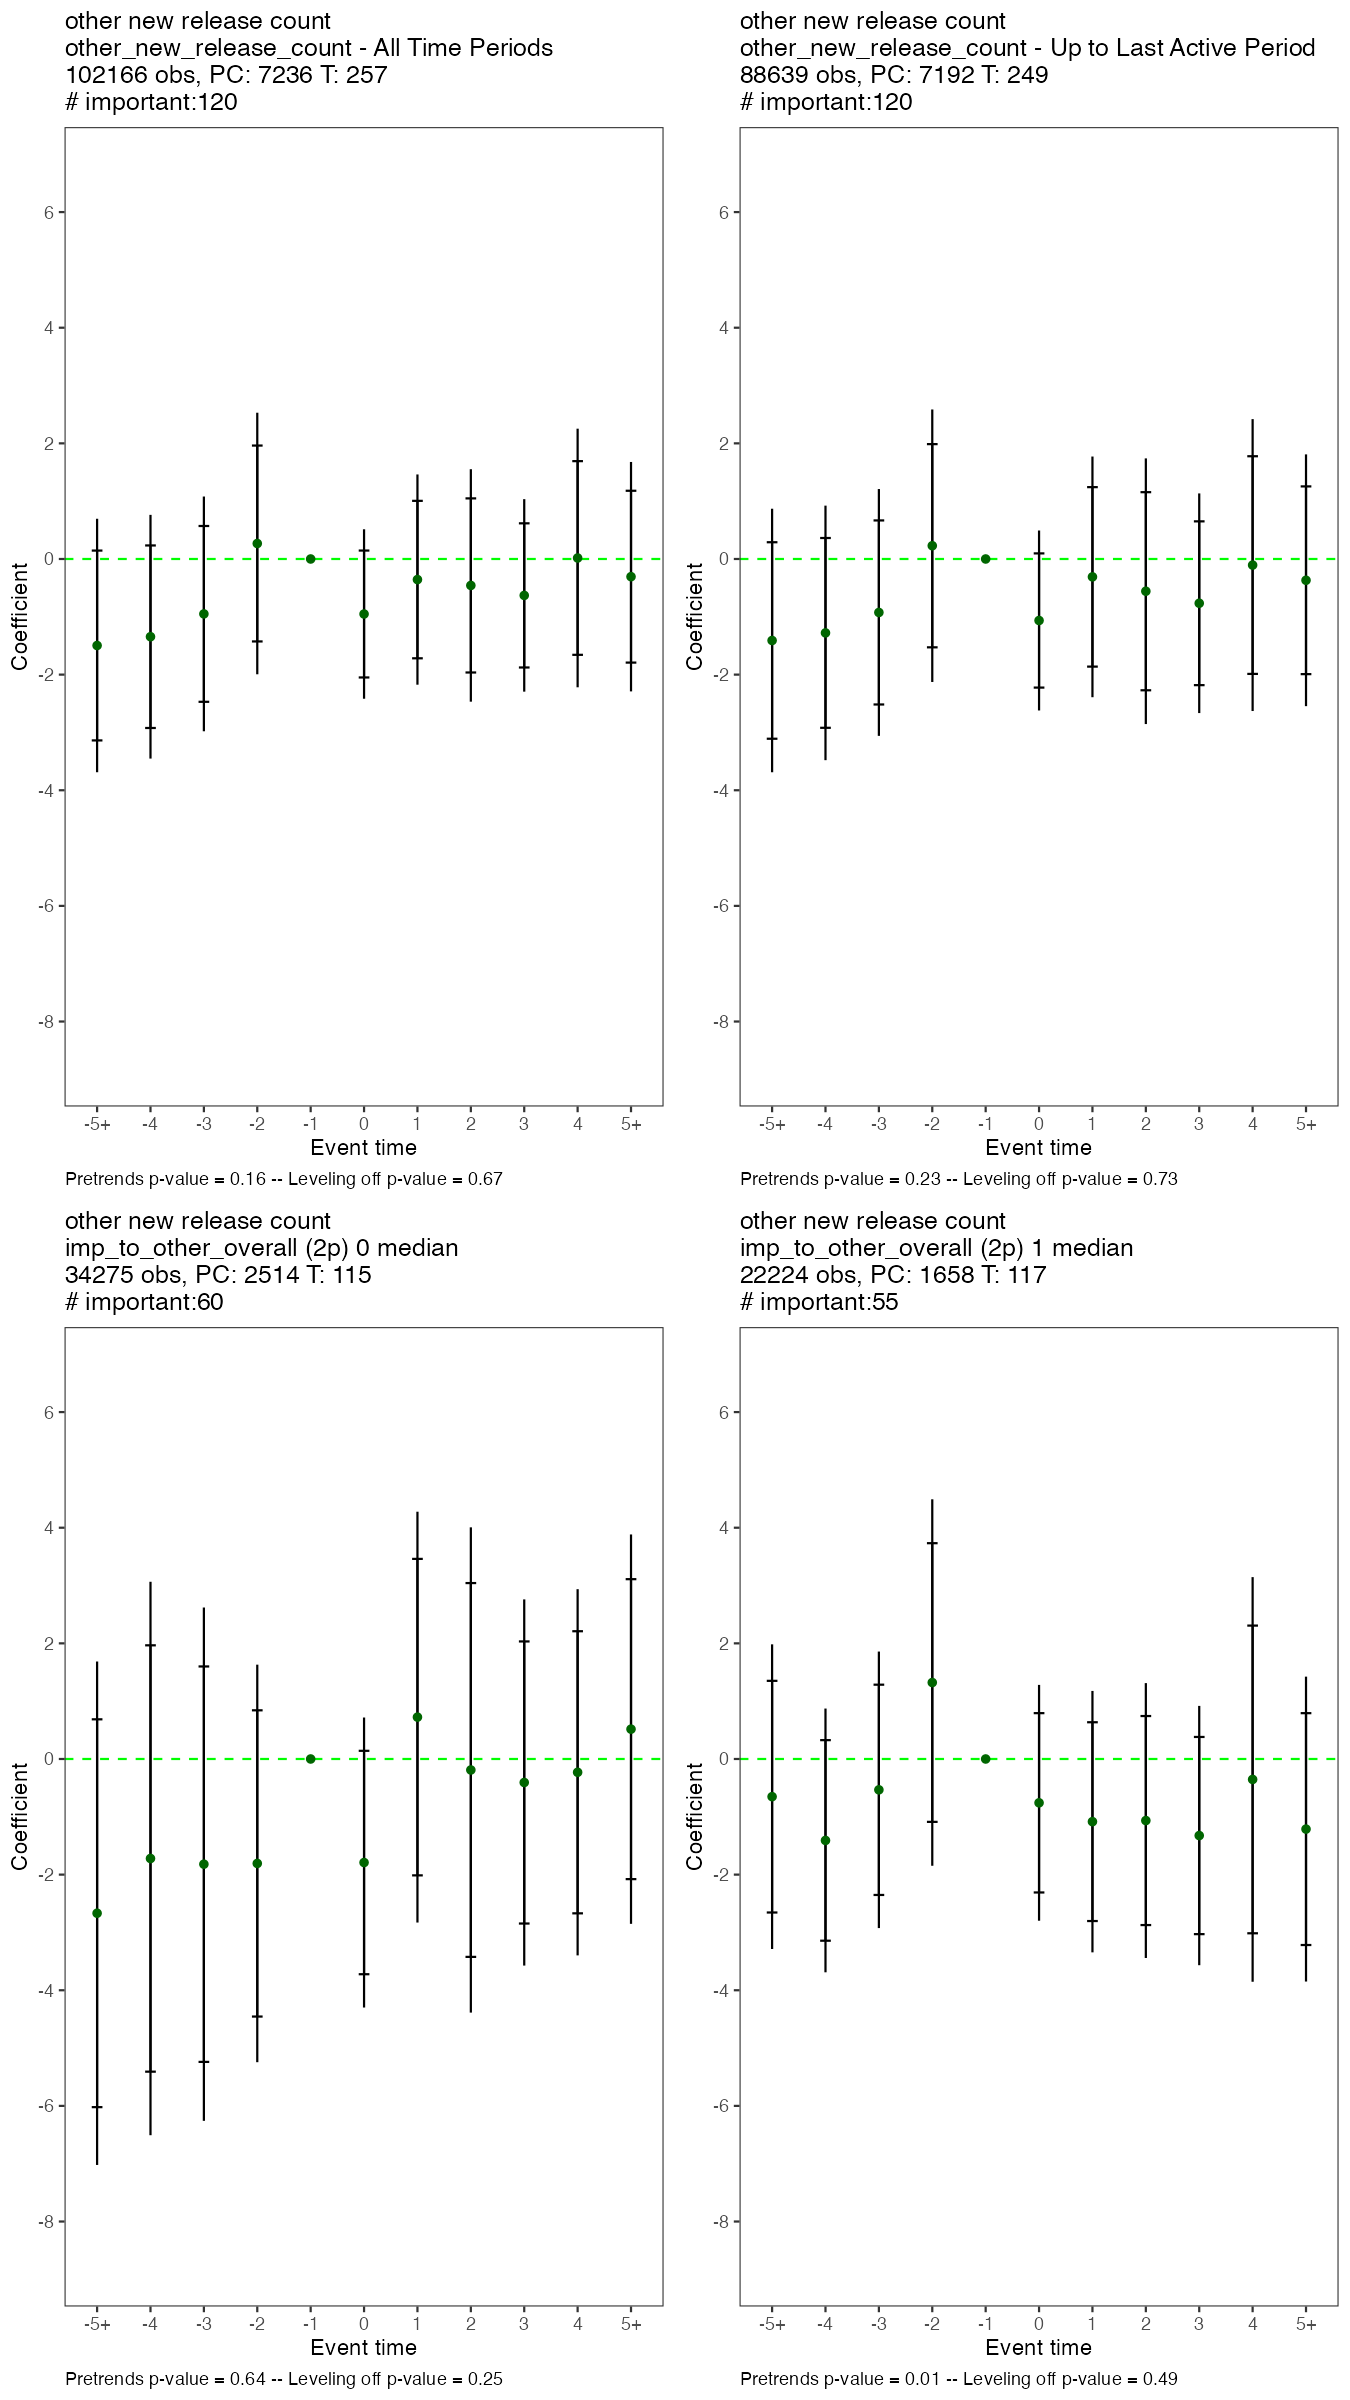 other new release count
other_new_release_count - All Time Periods
102166 obs, PC: 7236 T: 257
# important:120
6
4
2
0
-2
-4
-6
-8
Coefficient
-5+ -4 -3 -2 -1 0 1 2 3 4 5+
Event time
Pretrends p-value = 0.16 -- Leveling off p-value = 0.67
other new release count
other_new_release_count - Up to Last Active Period
88639 obs, PC: 7192 T: 249
# important:120
6
4
2
0
-2
-4
-6
-8
Coefficient
-5+ -4 -3 -2 -1 0 1 2 3 4 5+
Event time
Pretrends p-value = 0.23 -- Leveling off p-value = 0.73
other new release count
imp_to_other_overall (2p) 0 median
34275 obs, PC: 2514 T: 115
# important:60
6
4
2
0
-2
-4
-6
-8
Coefficient
-5+ -4 -3 -2 -1 0 1 2 3 4 5+
Event time
Pretrends p-value = 0.64 -- Leveling off p-value = 0.25
other new release count
imp_to_other_overall (2p) 1 median
22224 obs, PC: 1658 T: 117
# important:55
6
4
2
0
-2
-4
-6
-8
Coefficient
-5+ -4 -3 -2 -1 0 1 2 3 4 5+
Event time
Pretrends p-value = 0.01 -- Leveling off p-value = 0.49